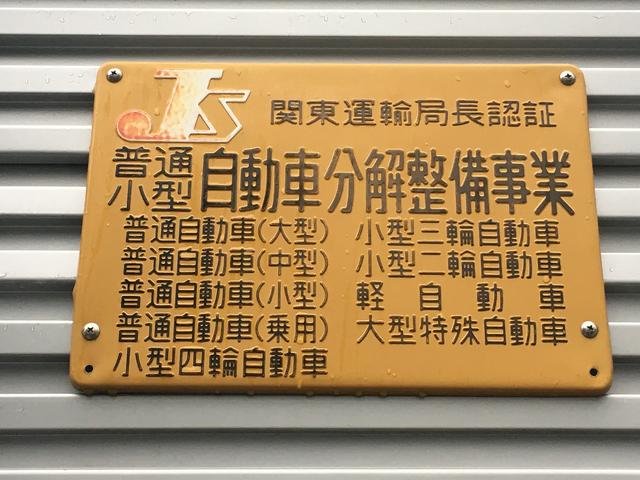 JS 関東運輸局長認証
普通
小型 自動車分解整備事業
普通自動車(大型) 小型三輪自動車
普通自動車(中型) 小型二輪自動車
普通自動車(小型) 軽自動車
普通自動車(乗用) 大型特殊自動車
小型四輪自動車